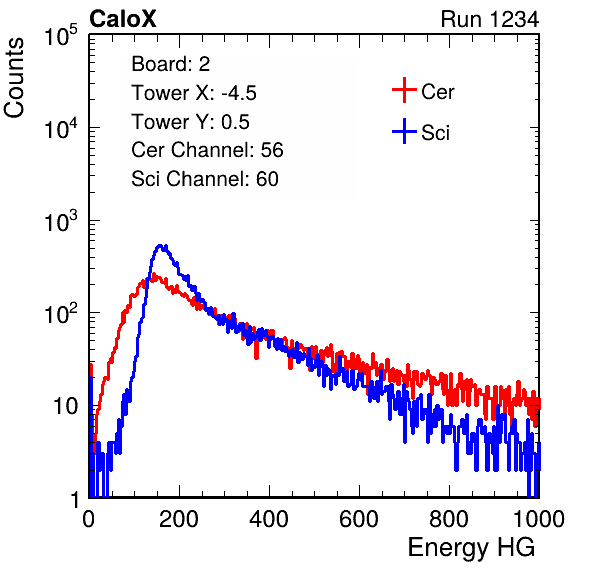 CaloX Run 1234
Counts
10^5
10^4
10^3
10^2
10
1
Board: 2
Tower X: -4.5
Tower Y: 0.5
Cer Channel: 56
Sci Channel: 60
Cer
Sci
0 200 400 600 800 1000
Energy HG